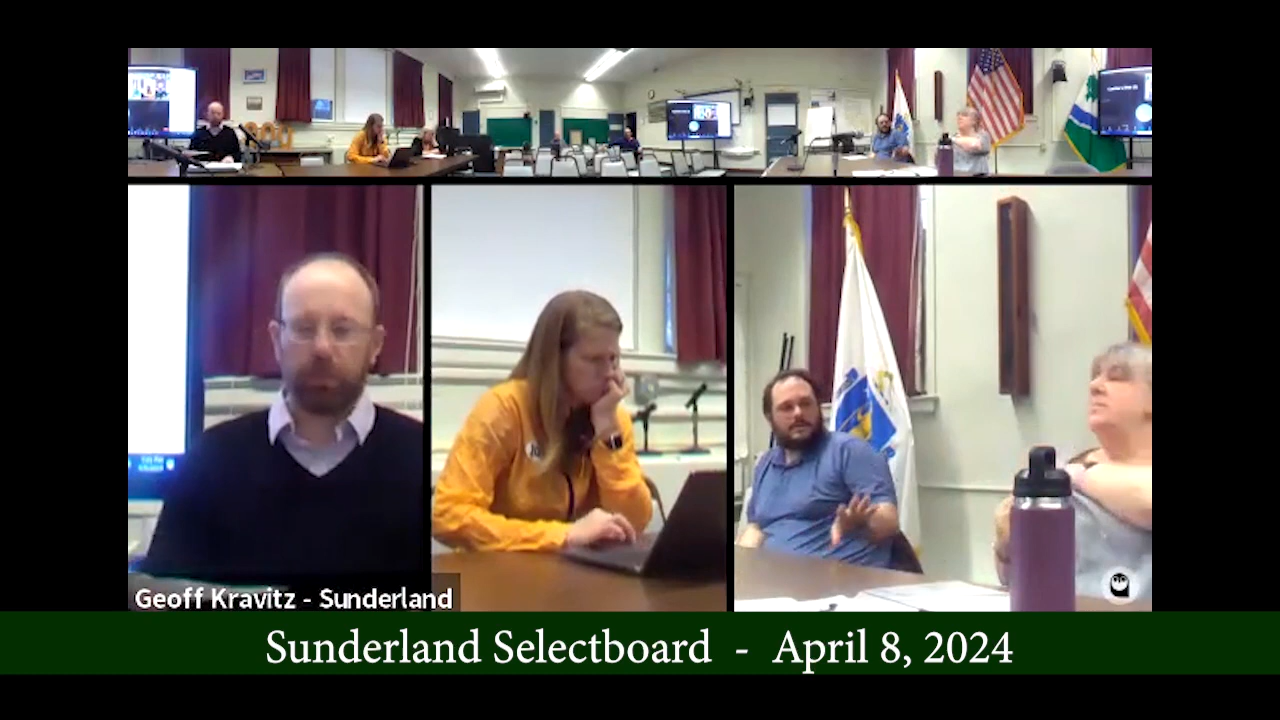 Geoff Kravitz - Sunderland
Sunderland Selectboard - April 8, 2024